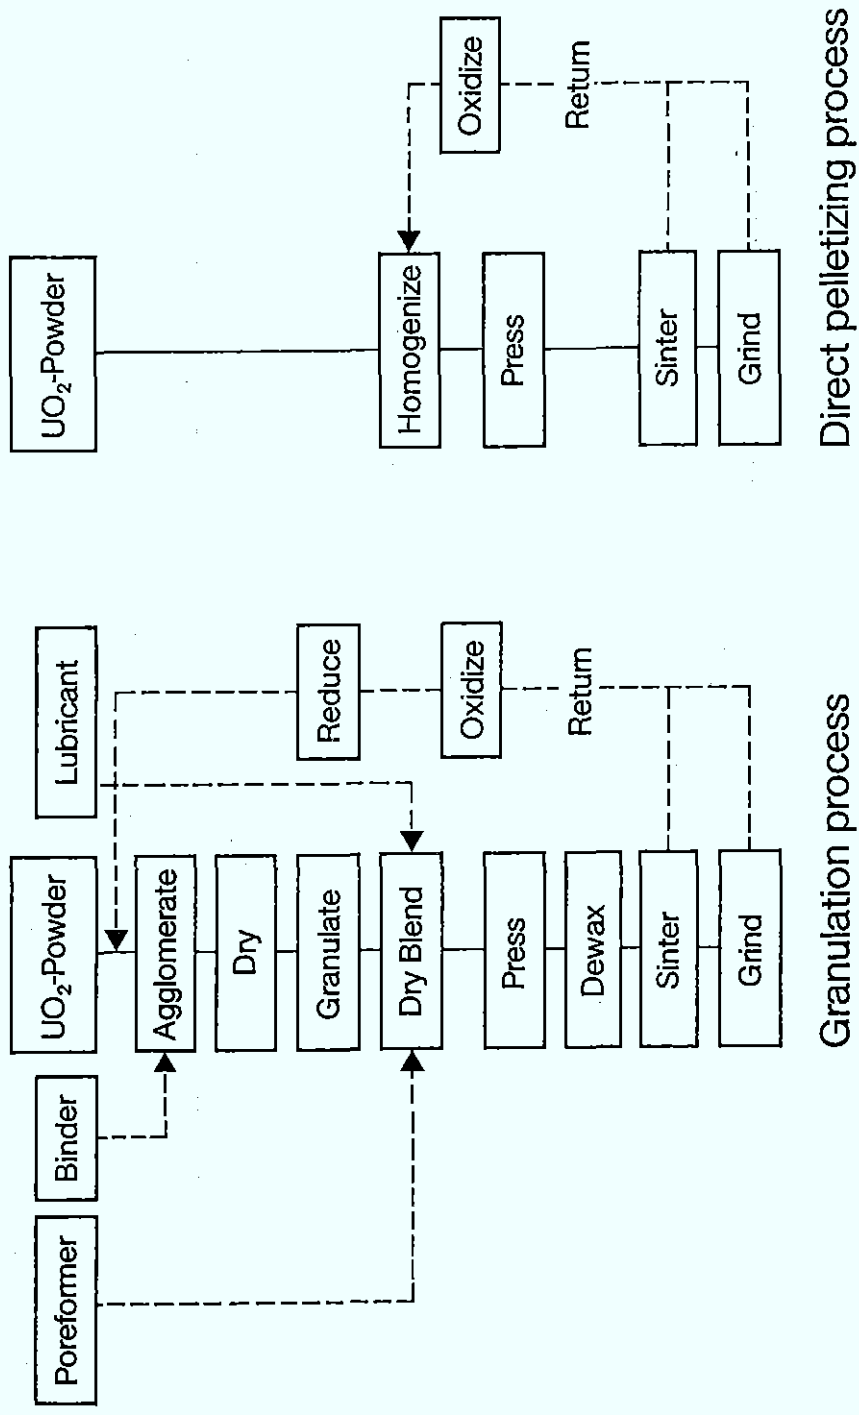 Poreformer
Binder
UO₂-Powder
Lubricant
Agglomerate
Dry
Granulate
Reduce
Dry Blend
Oxidize
Press
Dewax
Return
Sinter
Grind
Granulation process
UO₂-Powder
Homogenize
Oxidize
Press
Return
Sinter
Grind
Direct pelletizing process